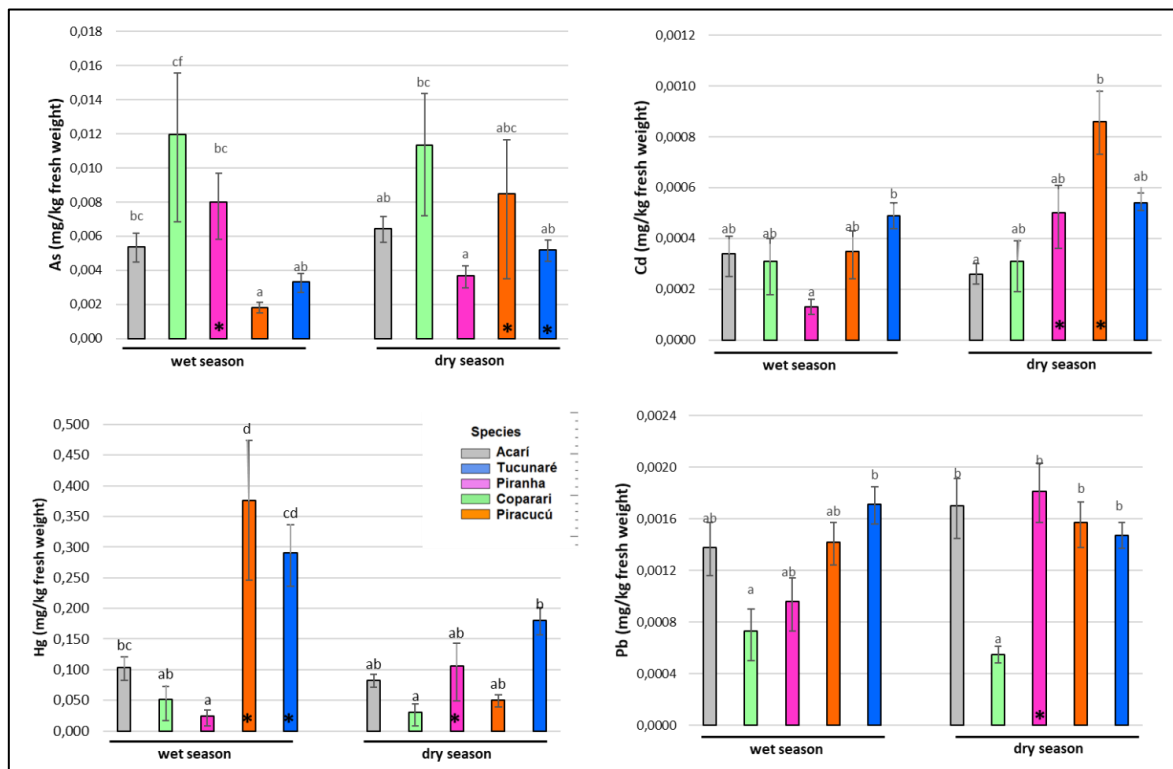 As (mg/kg fresh weight)
0,018
0,016
0,014
0,012
0,010
0,008
0,006
0,004
0,002
0,000
bc
cf
bc
a
ab
ab
bc
a
abc
ab
*
*
*
wet season
dry season
Cd (mg/kg fresh weight)
0,0012
0,0010
0,0008
0,0006
0,0004
0,0002
0,0000
ab
ab
a
ab
b
a
ab
ab
b
ab
*
*
wet season
dry season
Hg (mg/kg fresh weight)
0,500
0,450
0,400
0,350
0,300
0,250
0,200
0,150
0,100
0,050
0,000
bc
ab
a
d
cd
ab
a
ab
ab
b
*
*
*
Species
Acarí
Tucunaré
Piranha
Coparari
Piracucú
wet season
dry season
Pb (mg/kg fresh weight)
0,0024
0,0020
0,0016
0,0012
0,0008
0,0004
0,0000
ab
a
ab
ab
b
b
a
b
b
b
*
wet season
dry season